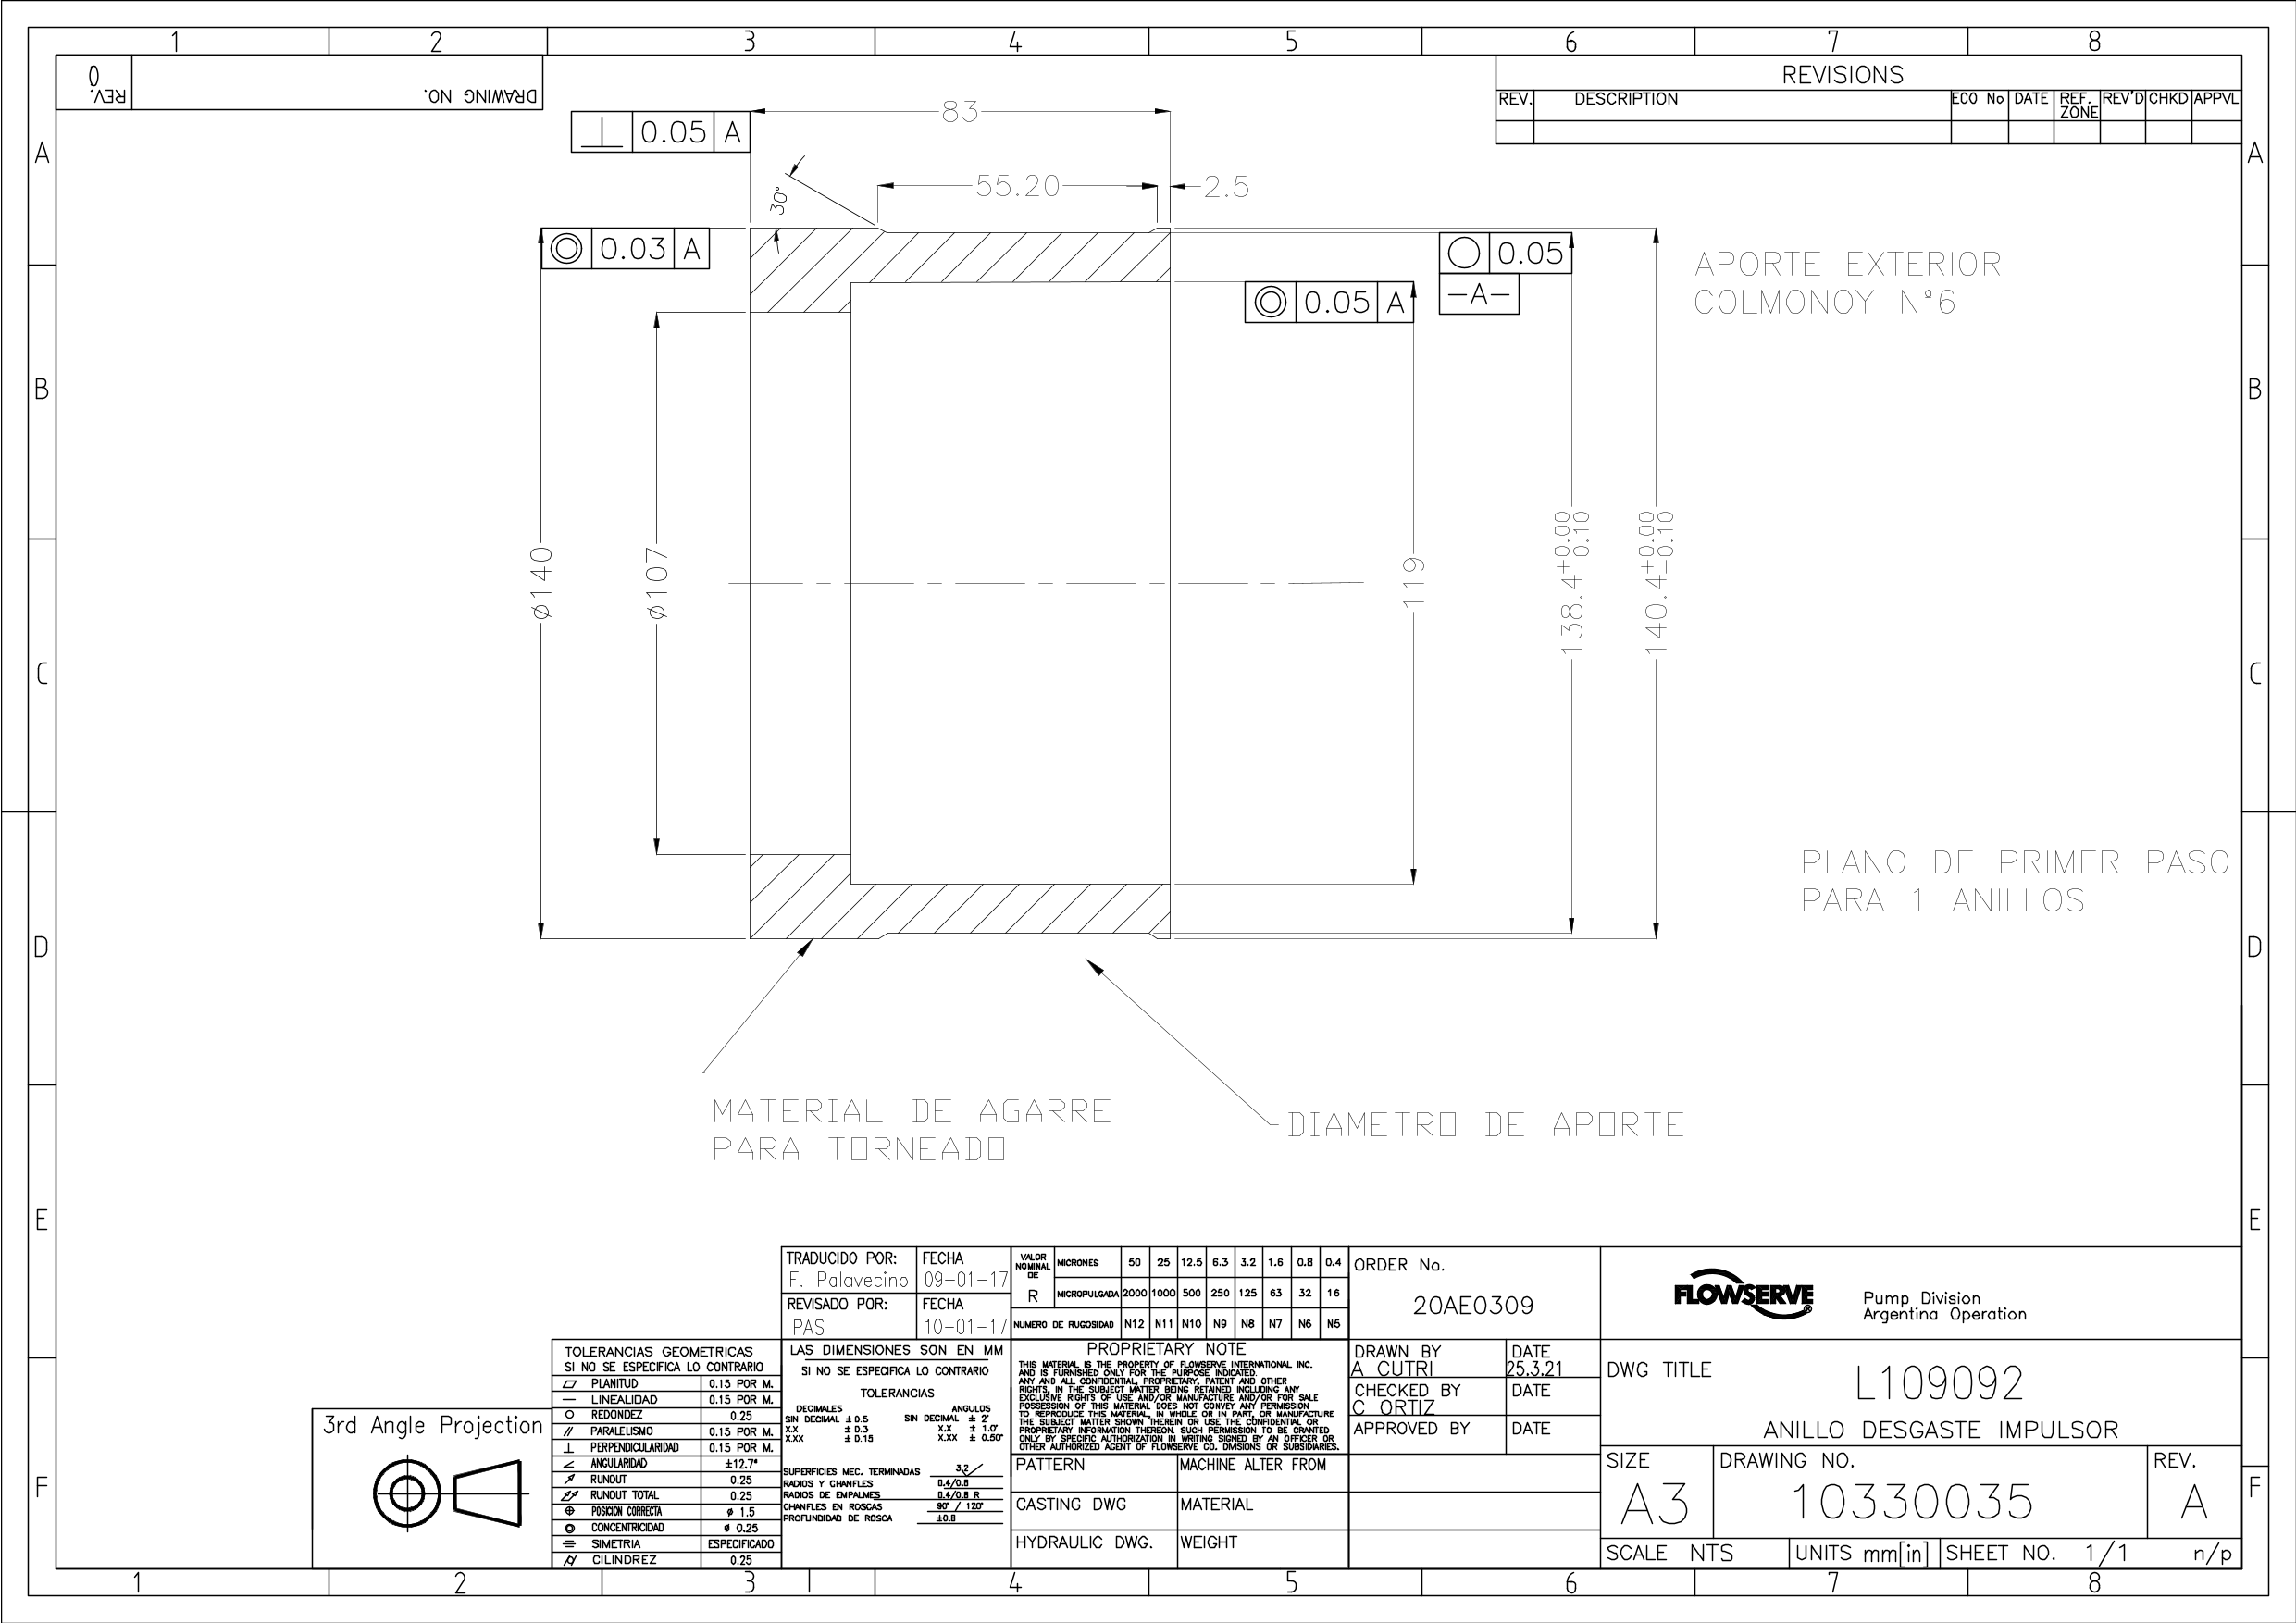 1 2 3 4 5 6 7 8
REV. 0
DRAWING NO.
REVISIONS
REV. DESCRIPTION ECO No DATE REF. ZONE REV'D CHKD APPVL
A A
B B
C C
D D
E E
F F
⊥ 0.05 A
83
55.20
2.5
30°
◎ 0.03 A
○ 0.05
-A-
◎ 0.05 A
APORTE EXTERIOR
COLMONOY N°6
ø140
ø107
119
138.4 +0.00 -0.10
140.4 +0.00 -0.10
PLANO DE PRIMER PASO
PARA 1 ANILLOS
MATERIAL DE AGARRE
PARA TORNEADO
DIAMETRO DE APORTE
3rd Angle Projection
TOLERANCIAS GEOMETRICAS
SI NO SE ESPECIFICA LO CONTRARIO
PLANITUD 0.15 POR M.
LINEALIDAD 0.15 POR M.
REDONDEZ 0.25
PARALELISMO 0.15 POR M.
PERPENDICULARIDAD 0.15 POR M.
ANGULARIDAD ±12.7"
RUNOUT 0.25
RUNOUT TOTAL 0.25
POSICION CORRECTA ø 1.5
CONCENTRICIDAD ø 0.25
SIMETRIA ESPECIFICADO
CILINDREZ 0.25
TRADUCIDO POR: FECHA
F. Palavecino 09-01-17
REVISADO POR: FECHA
PAS 10-01-17
LAS DIMENSIONES SON EN MM
SI NO SE ESPECIFICA LO CONTRARIO
TOLERANCIAS
DECIMALES ANGULOS
SIN DECIMAL ± 0.5 SIN DECIMAL ± 2°
X.X ± 0.3 X.X ± 1.0°
X.XX ± 0.15 X.XX ± 0.50°
SUPERFICIES MEC. TERMINADAS 3.2
RADIOS Y CHANFLES 0.4/0.8
RADIOS DE EMPALMES 0.4/0.8 R
CHANFLES EN ROSCAS 90° / 120°
PROFUNDIDAD DE ROSCA ±0.8
VALOR NOMINAL DE R
MICRONES 50 25 12.5 6.3 3.2 1.6 0.8 0.4
MICROPULGADA 2000 1000 500 250 125 63 32 16
NUMERO DE RUGOSIDAD N12 N11 N10 N9 N8 N7 N6 N5
PROPRIETARY NOTE
THIS MATERIAL IS THE PROPERTY OF FLOWSERVE INTERNATIONAL INC.
AND IS FURNISHED ONLY FOR THE PURPOSE INDICATED.
ANY AND ALL CONFIDENTIAL, PROPRIETARY, PATENT AND OTHER
RIGHTS, IN THE SUBJECT MATTER BEING RETAINED INCLUDING ANY
EXCLUSIVE RIGHTS OF USE AND/OR MANUFACTURE AND/OR FOR SALE
POSSESSION OF THIS MATERIAL DOES NOT CONVEY ANY PERMISSION
TO REPRODUCE THIS MATERIAL, IN WHOLE OR IN PART, OR MANUFACTURE
THE SUBJECT MATTER SHOWN THEREIN OR USE THE CONFIDENTIAL OR
PROPRIETARY INFORMATION THEREON. SUCH PERMISSION TO BE GRANTED
ONLY BY SPECIFIC AUTHORIZATION IN WRITING SIGNED BY AN OFFICER OR
OTHER AUTHORIZED AGENT OF FLOWSERVE CO. DIVISIONS OR SUBSIDIARIES.
PATTERN MACHINE ALTER FROM
CASTING DWG MATERIAL
HYDRAULIC DWG. WEIGHT
ORDER No.
20AE0309
DRAWN BY DATE
A CUTRI 25.3.21
CHECKED BY DATE
C ORTIZ
APPROVED BY DATE
FLOWSERVE®
Pump Division
Argentina Operation
DWG TITLE
L109092
ANILLO DESGASTE IMPULSOR
SIZE DRAWING NO. REV.
A3 10330035 A
SCALE NTS UNITS mm[in] SHEET NO. 1/1 n/p
1 2 3 4 5 6 7 8